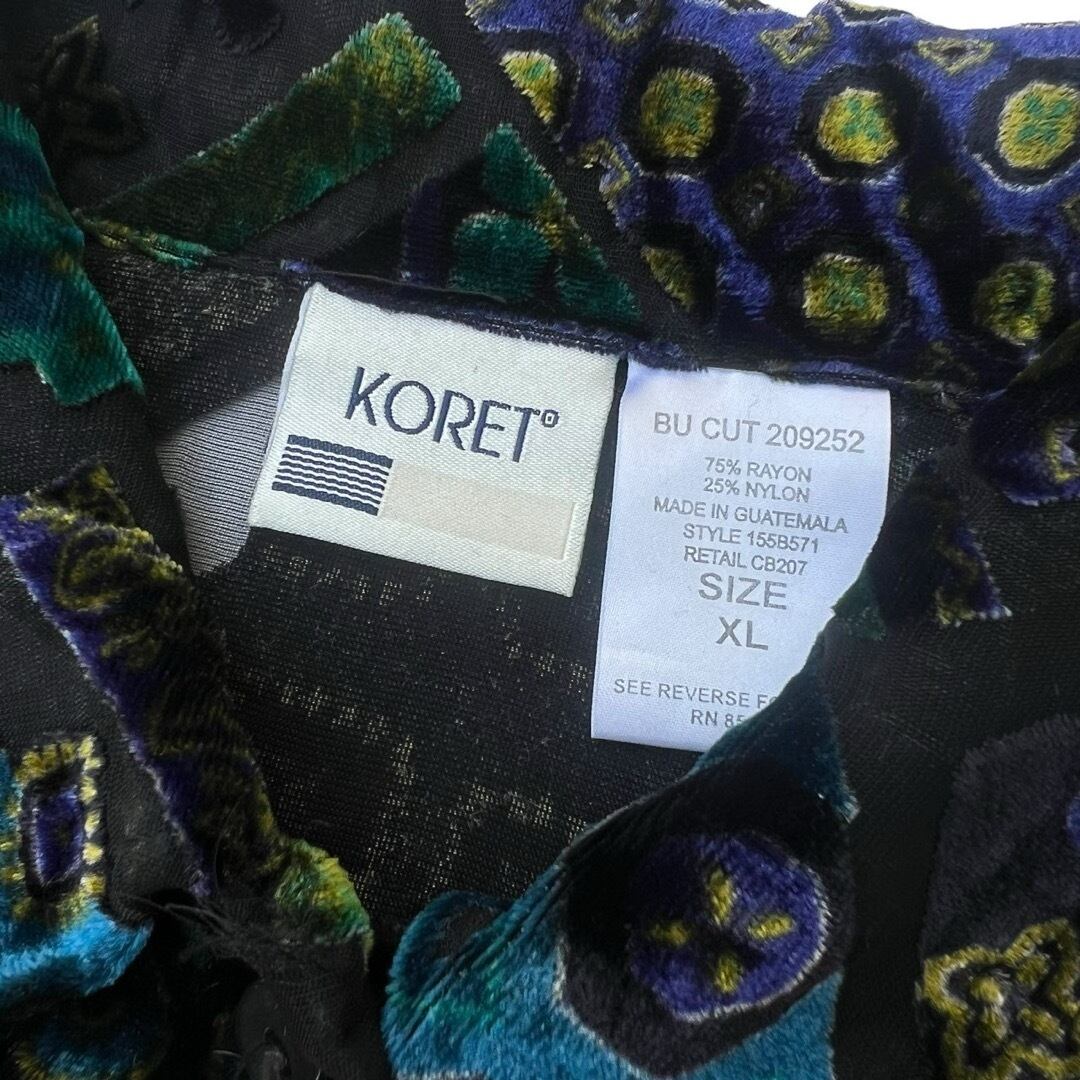 KORET®
BU CUT 209252
75% RAYON
25% NYLON
MADE IN GUATEMALA
STYLE 155B571
RETAIL CB207
SIZE
XL
SEE REVERSE
RN